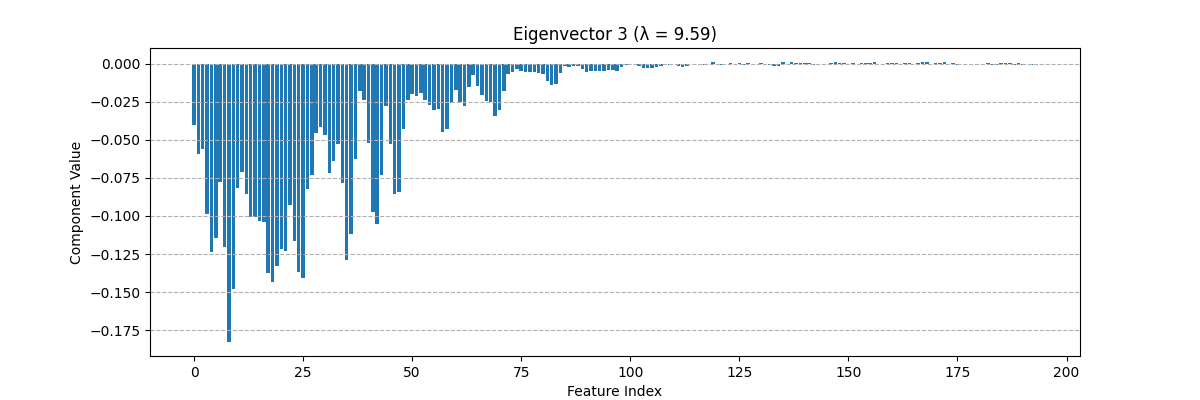 Eigenvector 3 (λ = 9.59)
Component Value
0.000
−0.025
−0.050
−0.075
−0.100
−0.125
−0.150
−0.175
0 25 50 75 100 125 150 175 200
Feature Index